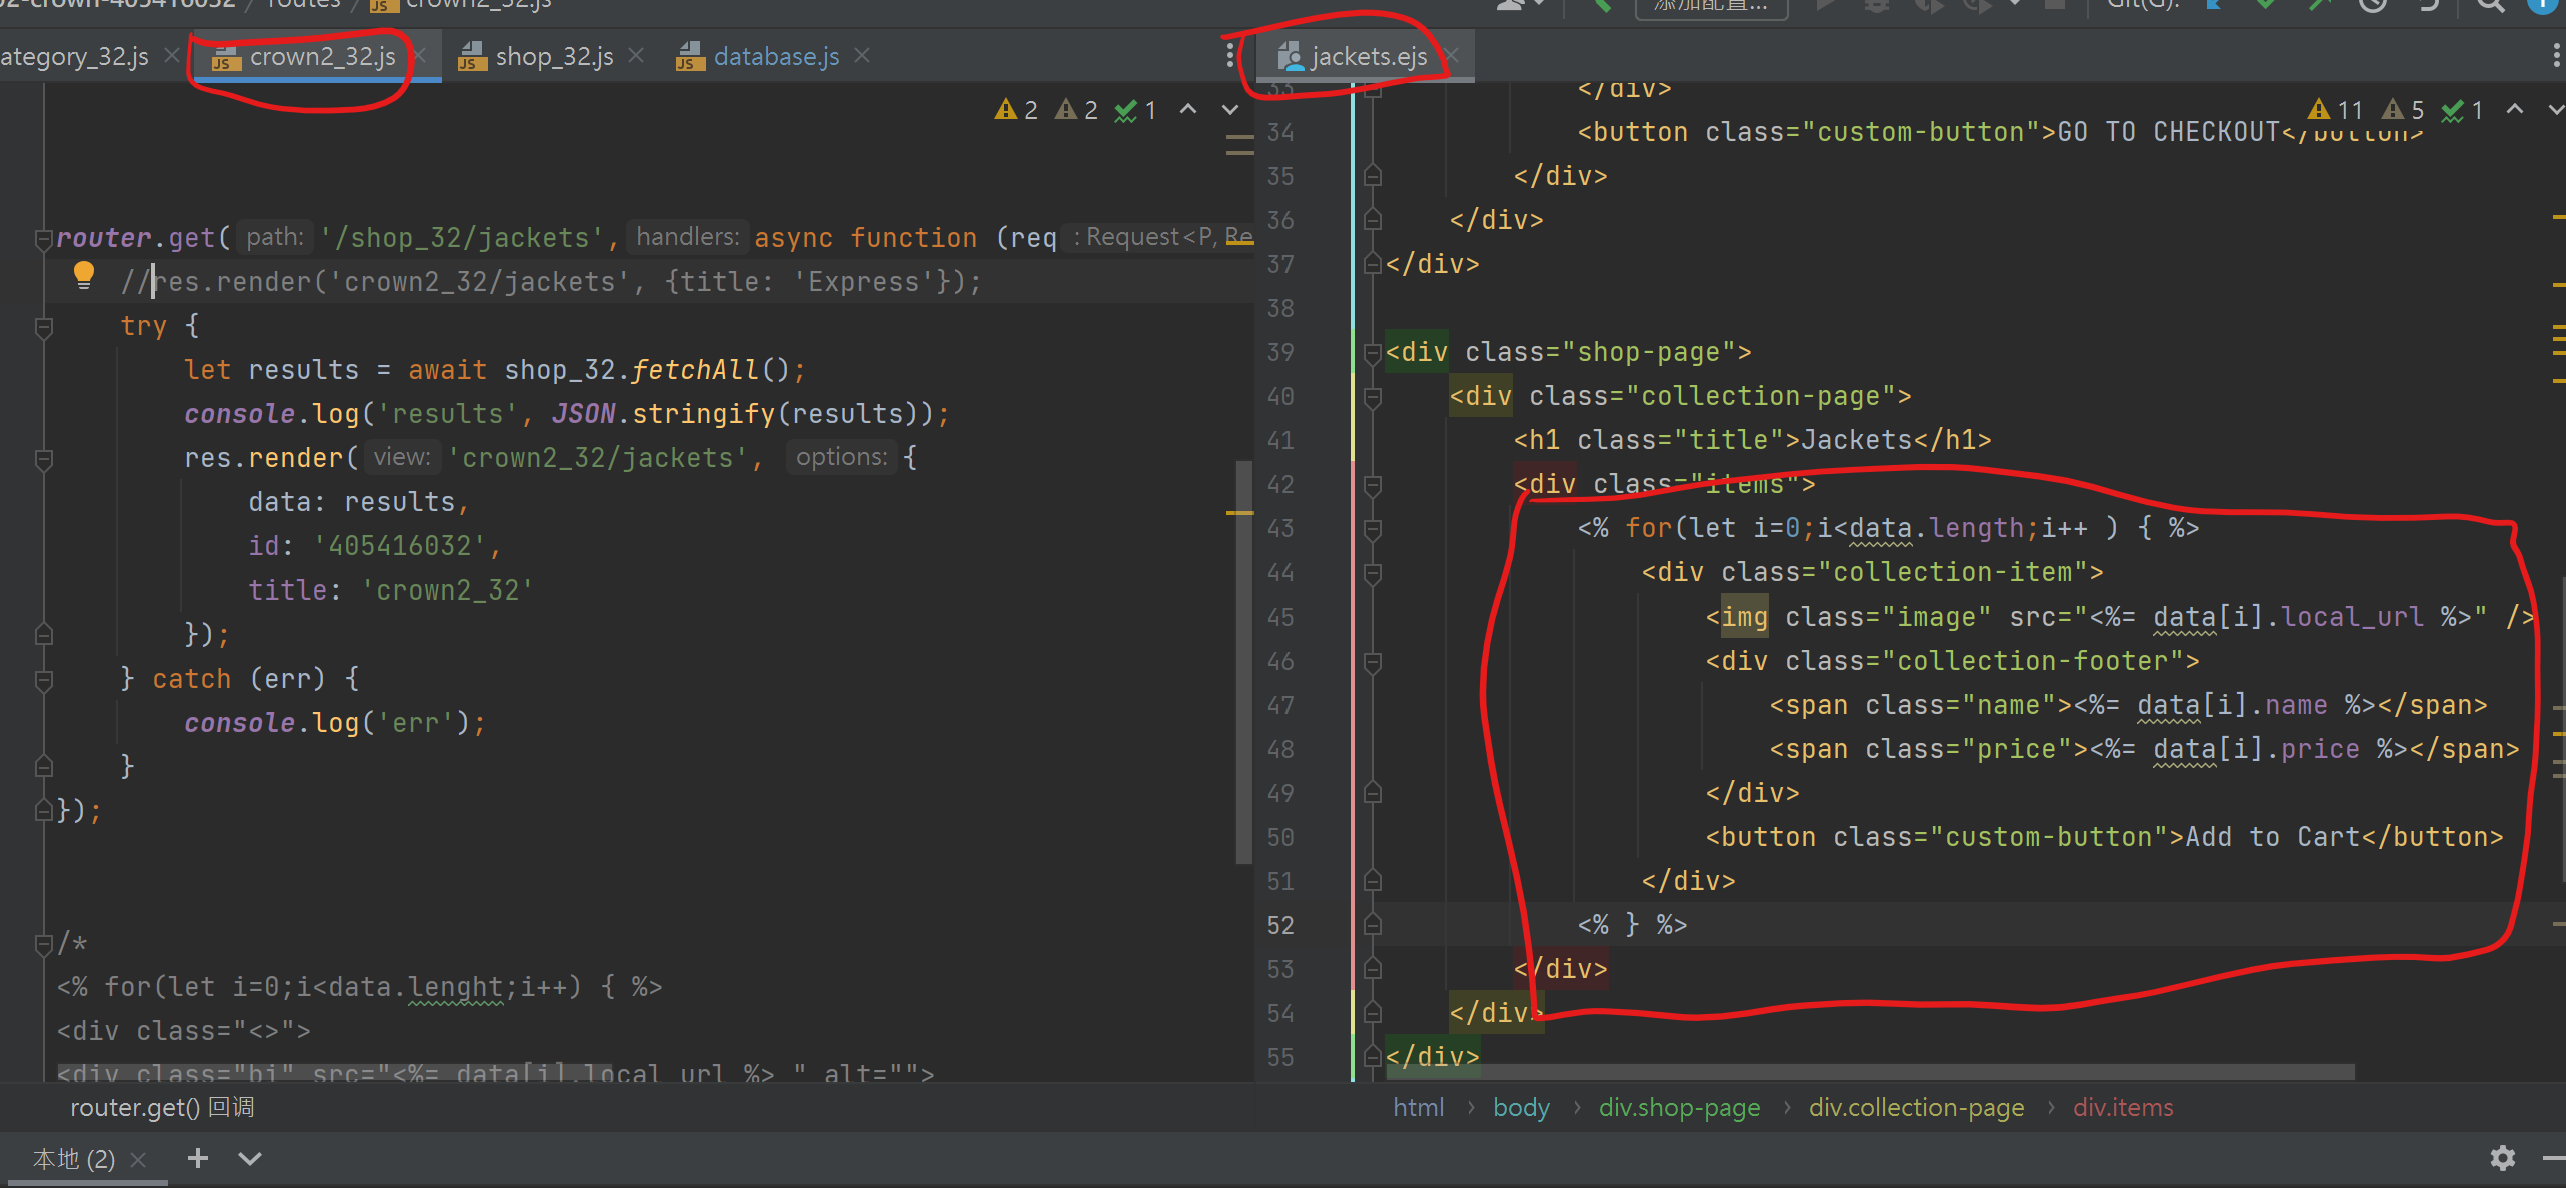 02-crown-405416032 / routes / crown2_32.js
添加配置...
Git(G):
ategory_32.js
crown2_32.js
shop_32.js
database.js
jackets.ejs
2 2 1
router.get( path: '/shop_32/jackets', handlers: async function (req : Request<P, Re
//res.render('crown2_32/jackets', {title: 'Express'});
try {
let results = await shop_32.fetchAll();
console.log('results', JSON.stringify(results));
res.render( view: 'crown2_32/jackets', options: {
data: results,
id: '405416032',
title: 'crown2_32'
});
} catch (err) {
console.log('err');
}
});
/*
<% for(let i=0;i<data.lenght;i++) { %>
<div class="<>">
<div class="bi" src="<%= data[i].local_url %> " alt="">
router.get() 回调
11 5 1
33 </div>
34 <button class="custom-button">GO TO CHECKOUT</button>
35 </div>
36 </div>
37 </div>
38
39 <div class="shop-page">
40 <div class="collection-page">
41 <h1 class="title">Jackets</h1>
42 <div class="items">
43 <% for(let i=0;i<data.length;i++ ) { %>
44 <div class="collection-item">
45 <img class="image" src="<%= data[i].local_url %>" />
46 <div class="collection-footer">
47 <span class="name"><%= data[i].name %></span>
48 <span class="price"><%= data[i].price %></span>
49 </div>
50 <button class="custom-button">Add to Cart</button>
51 </div>
52 <% } %>
53 </div>
54 </div>
55 </div>
html › body › div.shop-page › div.collection-page › div.items
本地 (2)